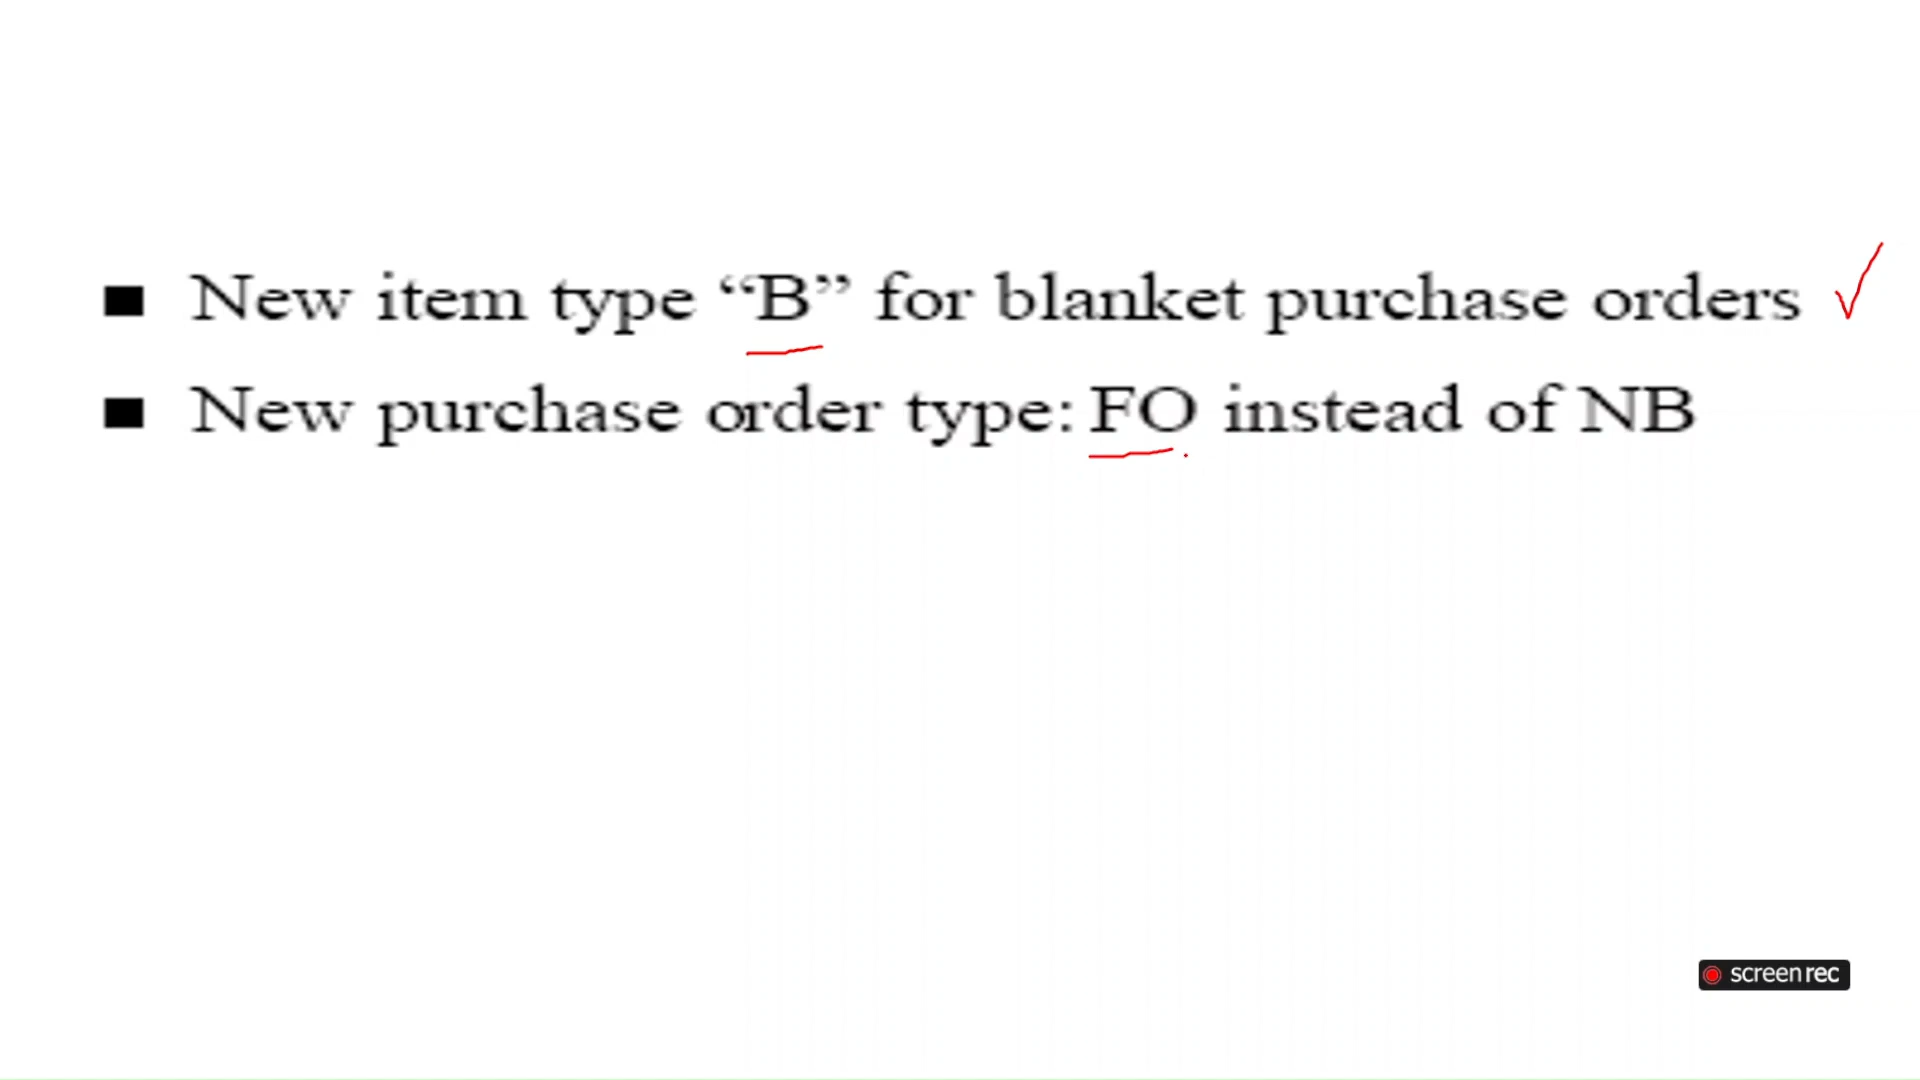 ■ New item type “B” for blanket purchase orders ✓
■ New purchase order type: FO instead of NB
screenrec